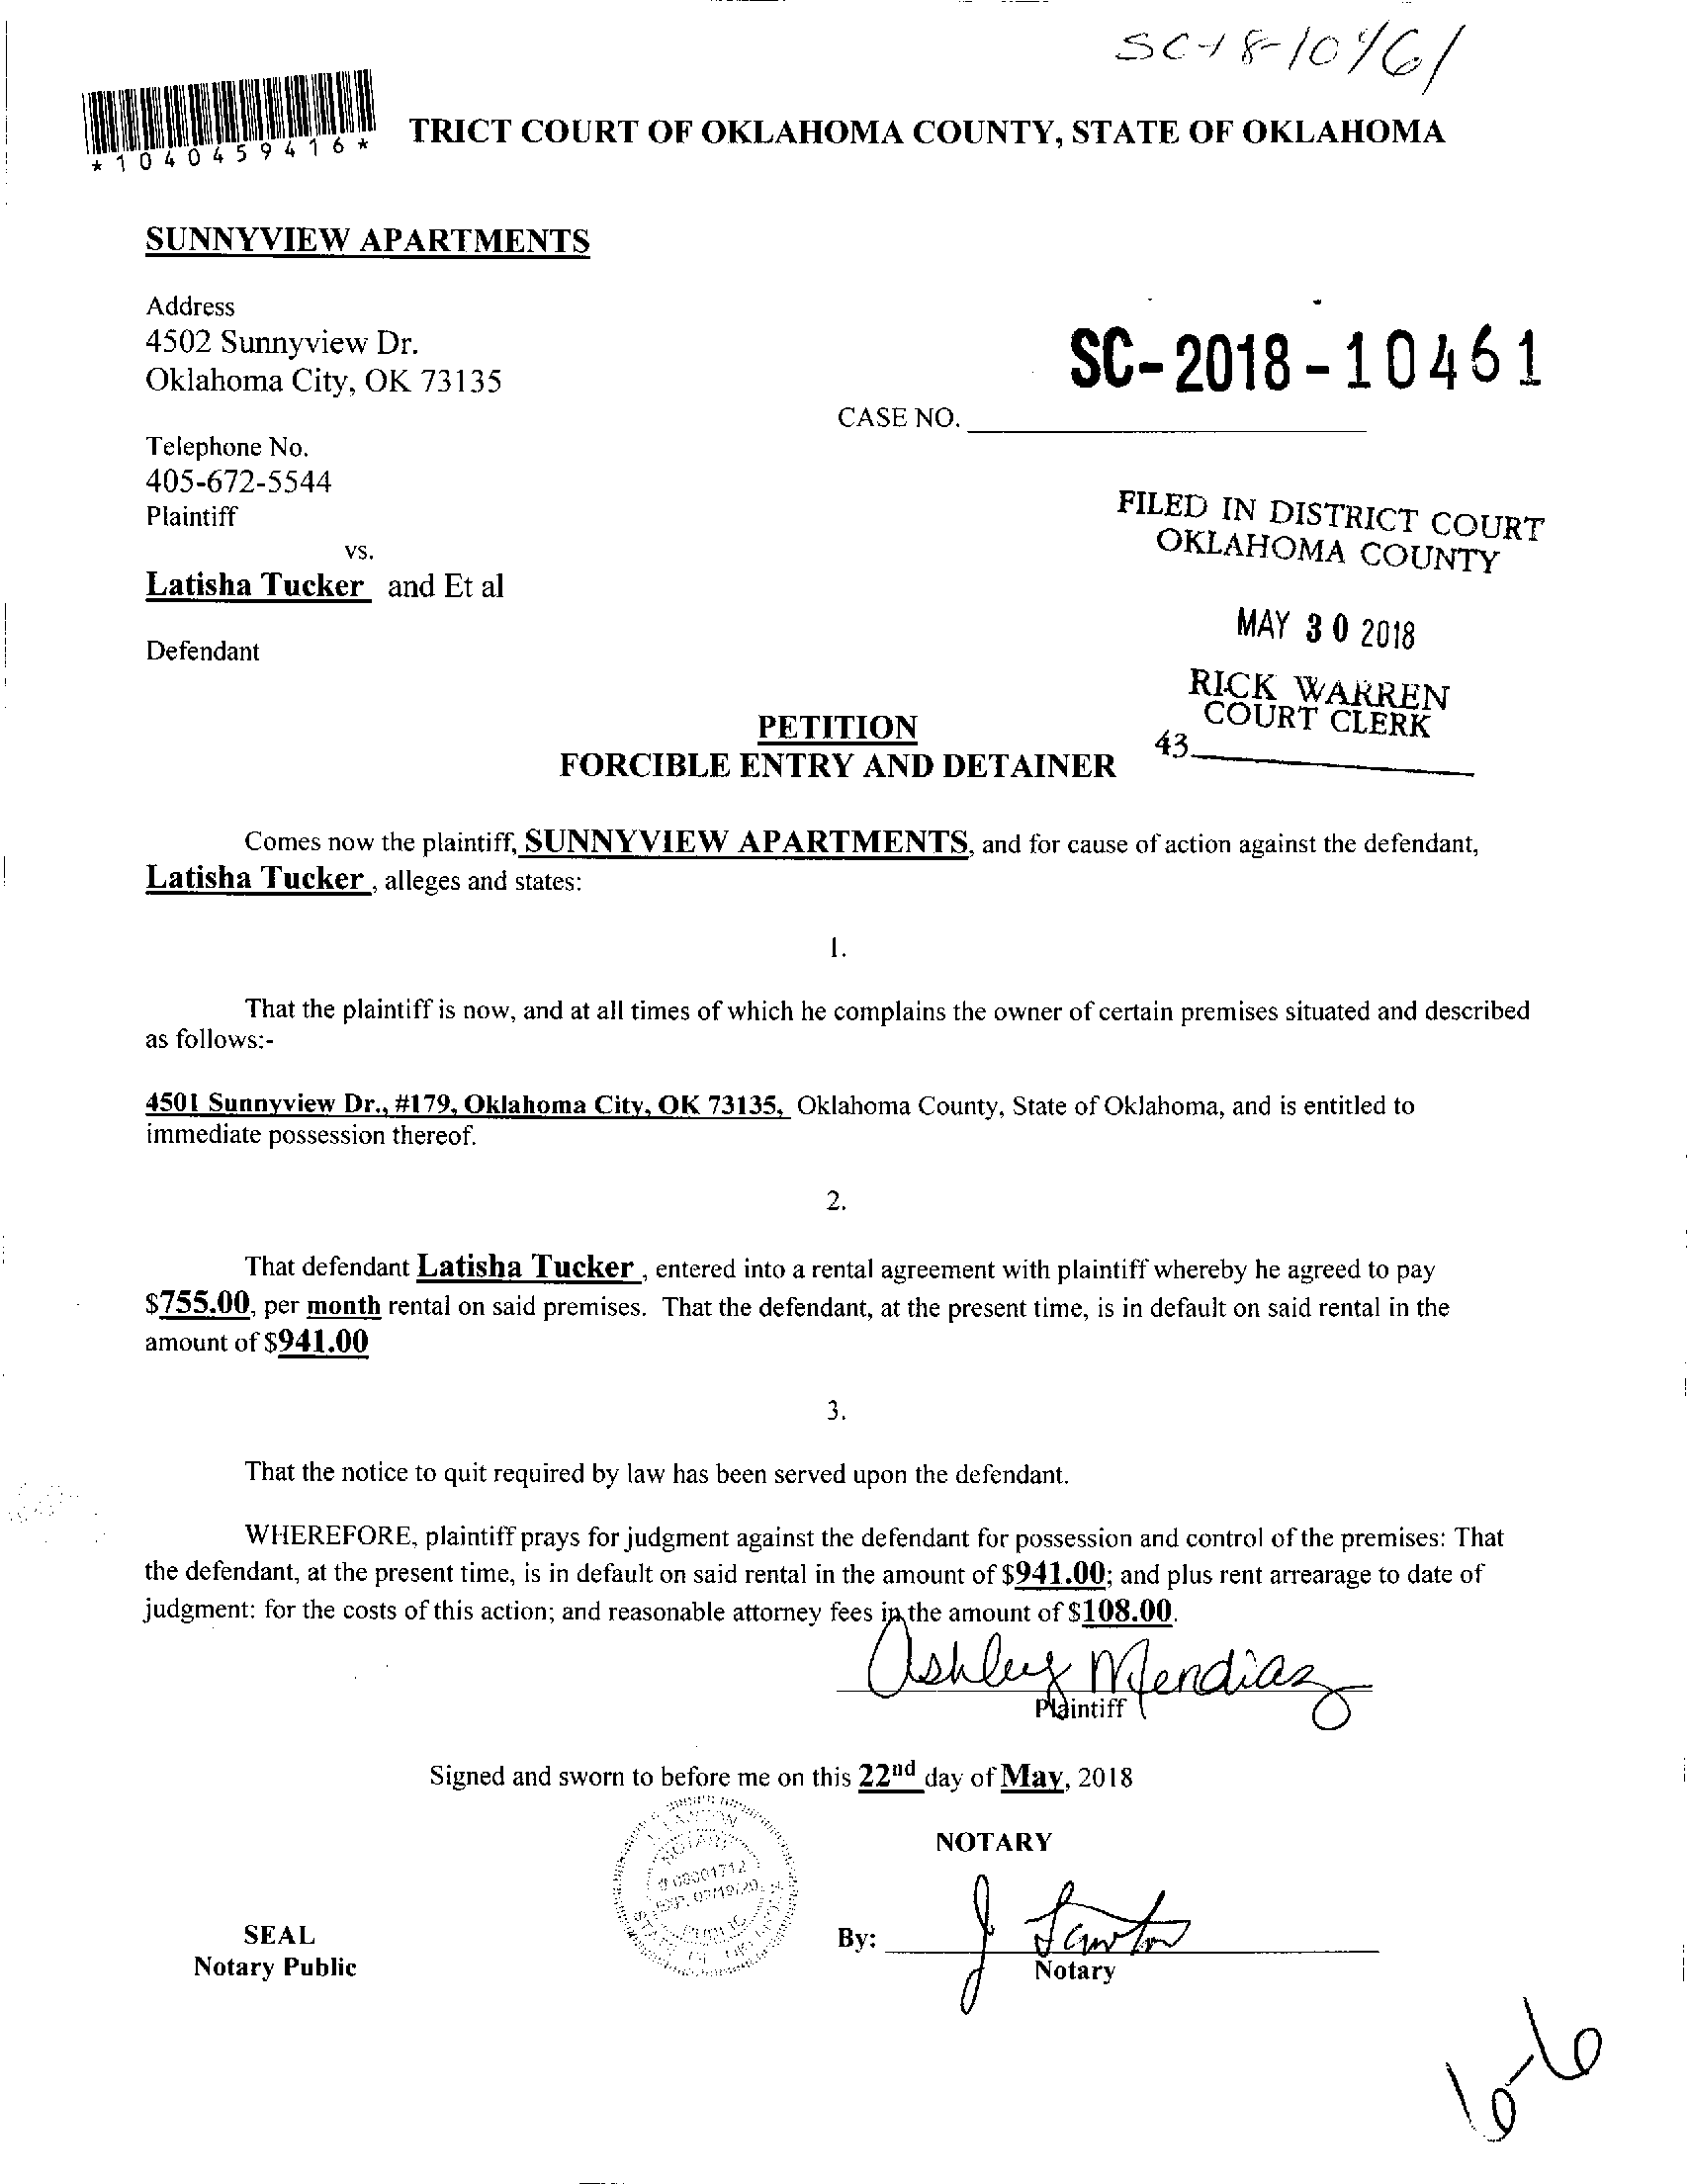 SC-18-10461
*1040459416*
TRICT COURT OF OKLAHOMA COUNTY, STATE OF OKLAHOMA
SUNNYVIEW APARTMENTS
Address
4502 Sunnyview Dr.
Oklahoma City, OK 73135
SC-2018-10461
CASE NO.
Telephone No.
405-672-5544
Plaintiff
vs.
Latisha Tucker and Et al
Defendant
FILED IN DISTRICT COURT
OKLAHOMA COUNTY
MAY 30 2018
RICK WARREN
COURT CLERK
43
PETITION
FORCIBLE ENTRY AND DETAINER
Comes now the plaintiff, SUNNYVIEW APARTMENTS, and for cause of action against the defendant,
Latisha Tucker , alleges and states:
1.
That the plaintiff is now, and at all times of which he complains the owner of certain premises situated and described
as follows:-
4501 Sunnyview Dr., #179, Oklahoma City, OK 73135, Oklahoma County, State of Oklahoma, and is entitled to
immediate possession thereof.
2.
That defendant Latisha Tucker , entered into a rental agreement with plaintiff whereby he agreed to pay
$755.00, per month rental on said premises. That the defendant, at the present time, is in default on said rental in the
amount of $941.00
3.
That the notice to quit required by law has been served upon the defendant.
WHEREFORE, plaintiff prays for judgment against the defendant for possession and control of the premises: That
the defendant, at the present time, is in default on said rental in the amount of $941.00; and plus rent arrearage to date of
judgment: for the costs of this action; and reasonable attorney fees in the amount of $108.00.
Ashley Mendiaz
Plaintiff
Signed and sworn to before me on this 22nd day of May, 2018
NOTARY
# 00001712
EXP. 07/19/20
PUBLIC
SEAL
Notary Public
By: J Lawton
Notary
6-6